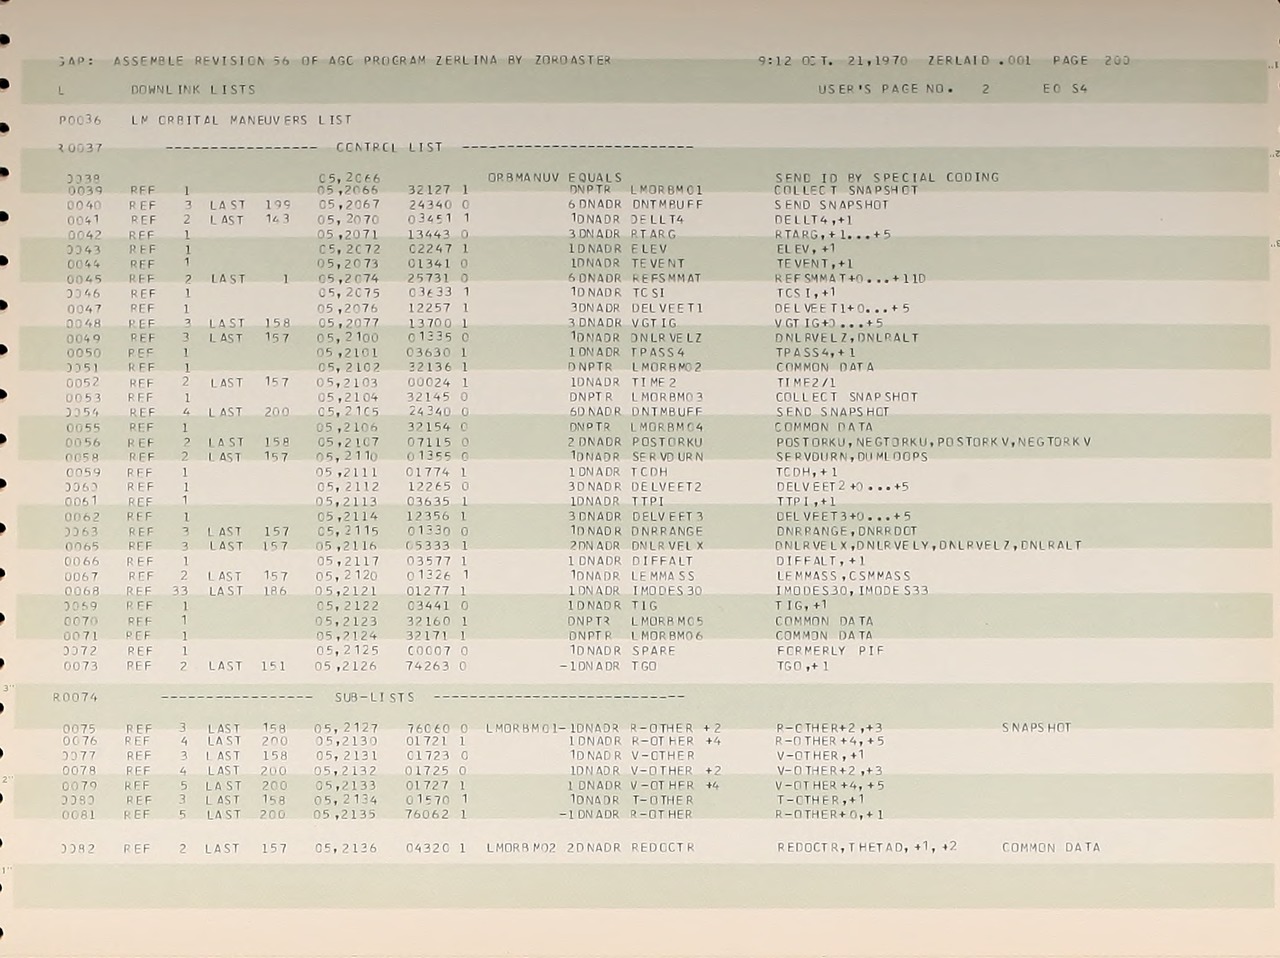 GAP: ASSEMBLE REVISION 56 OF AGC PROGRAM ZERLINA BY ZOROASTER 9:12 OCT. 21,1970 ZERLAID .001 PAGE 200
L DOWNLINK LISTS USER'S PAGE NO. 2 E0 S4
P0036 LM ORBITAL MANEUVERS LIST
R0037 ----------------- CONTROL LIST --------------------------
0038 05,2066 ORBMANUV EQUALS SEND ID BY SPECIAL CODING
0039 REF 1 05,2066 32127 1 DNPTR LMORBM01 COLLECT SNAPSHOT
0040 REF 3 LAST 199 05,2067 24340 0 6DNADR DNTMBUFF SEND SNAPSHOT
0041 REF 2 LAST 143 05,2070 03451 1 1DNADR DELLT4 DELLT4,+1
0042 REF 1 05,2071 13443 0 3DNADR RTARG RTARG,+1...+5
0043 REF 1 05,2072 02247 1 1DNADR ELEV ELEV,+1
0044 REF 1 05,2073 01341 0 1DNADR TEVENT TEVENT,+1
0045 REF 2 LAST 1 05,2074 25731 0 6DNADR REFSMMAT REFSMMAT+0...+11D
0046 REF 1 05,2075 03633 1 1DNADR TCSI TCSI,+1
0047 REF 1 05,2076 12257 1 3DNADR DELVEET1 DELVEET1+0...+5
0048 REF 3 LAST 158 05,2077 13700 1 3DNADR VGTIG VGTIG+0...+5
0049 REF 3 LAST 157 05,2100 01335 0 1DNADR DNLRVELZ DNLRVELZ,DNLRALT
0050 REF 1 05,2101 03630 1 1DNADR TPASS4 TPASS4,+1
0051 REF 1 05,2102 32136 1 DNPTR LMORBM02 COMMON DATA
0052 REF 2 LAST 157 05,2103 00024 1 1DNADR TIME2 TIME2/1
0053 REF 1 05,2104 32145 0 DNPTR LMORBM03 COLLECT SNAPSHOT
0054 REF 4 LAST 200 05,2105 24340 0 6DNADR DNTMBUFF SEND SNAPSHOT
0055 REF 1 05,2106 32154 0 DNPTR LMORBM04 COMMON DATA
0056 REF 2 LAST 158 05,2107 07115 0 2DNADR POSTORKU POSTORKU,NEGTORKU,POSTORKV,NEGTORKV
0058 REF 2 LAST 157 05,2110 01355 0 1DNADR SERVDURN SERVDURN,DUMLOOPS
0059 REF 1 05,2111 01774 1 1DNADR TCDH TCDH,+1
0060 REF 1 05,2112 12265 0 3DNADR DELVEET2 DELVEET2+0...+5
0061 REF 1 05,2113 03635 1 1DNADR TTPI TTPI,+1
0062 REF 1 05,2114 12356 1 3DNADR DELVEET3 DELVEET3+0...+5
0063 REF 3 LAST 157 05,2115 01330 0 1DNADR DNRRANGE DNRRANGE,DNRRDOT
0065 REF 3 LAST 157 05,2116 05333 1 2DNADR DNLRVELX DNLRVELX,DNLRVELY,DNLRVELZ,DNLRALT
0066 REF 1 05,2117 03577 1 1DNADR DIFFALT DIFFALT,+1
0067 REF 2 LAST 157 05,2120 01326 1 1DNADR LEMMASS LEMMASS,CSMMASS
0068 REF 33 LAST 186 05,2121 01277 1 1DNADR IMODES30 IMODES30,IMODES33
0069 REF 1 05,2122 03441 0 1DNADR TIG TIG,+1
0070 REF 1 05,2123 32160 1 DNPTR LMORBM05 COMMON DATA
0071 REF 1 05,2124 32171 1 DNPTR LMORBM06 COMMON DATA
0072 REF 1 05,2125 00007 0 1DNADR SPARE FORMERLY PIF
0073 REF 2 LAST 151 05,2126 74263 0 -1DNADR TGO TGO,+1
R0074 ----------------- SUB-LISTS ----------------------------
0075 REF 3 LAST 158 05,2127 76060 0 LMORBM01-1DNADR R-OTHER +2 R-OTHER+2,+3 SNAPSHOT
0076 REF 4 LAST 200 05,2130 01721 1 1DNADR R-OTHER +4 R-OTHER+4,+5
0077 REF 3 LAST 158 05,2131 01723 0 1DNADR V-OTHER V-OTHER,+1
0078 REF 4 LAST 200 05,2132 01725 0 1DNADR V-OTHER +2 V-OTHER+2,+3
0079 REF 5 LAST 200 05,2133 01727 1 1DNADR V-OTHER +4 V-OTHER+4,+5
0080 REF 3 LAST 158 05,2134 01570 1 1DNADR T-OTHER T-OTHER,+1
0081 REF 5 LAST 200 05,2135 76062 1 -1DNADR R-OTHER R-OTHER+0,+1
0082 REF 2 LAST 157 05,2136 04320 1 LMORBM02 2DNADR REDOCTR REDOCTR,THETAD,+1,+2 COMMON DATA